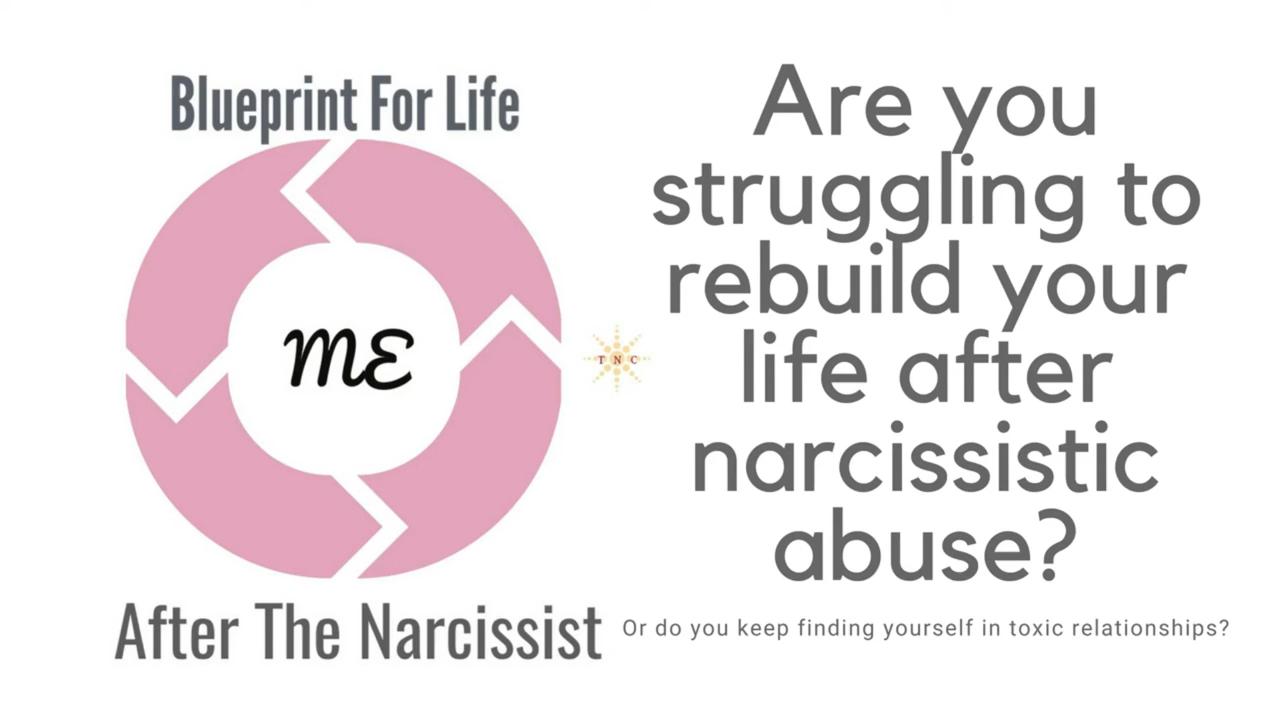 Blueprint For Life
ME
After The Narcissist
TNC
Are you
struggling to
rebuild your
life after
narcissistic
abuse?
Or do you keep finding yourself in toxic relationships?